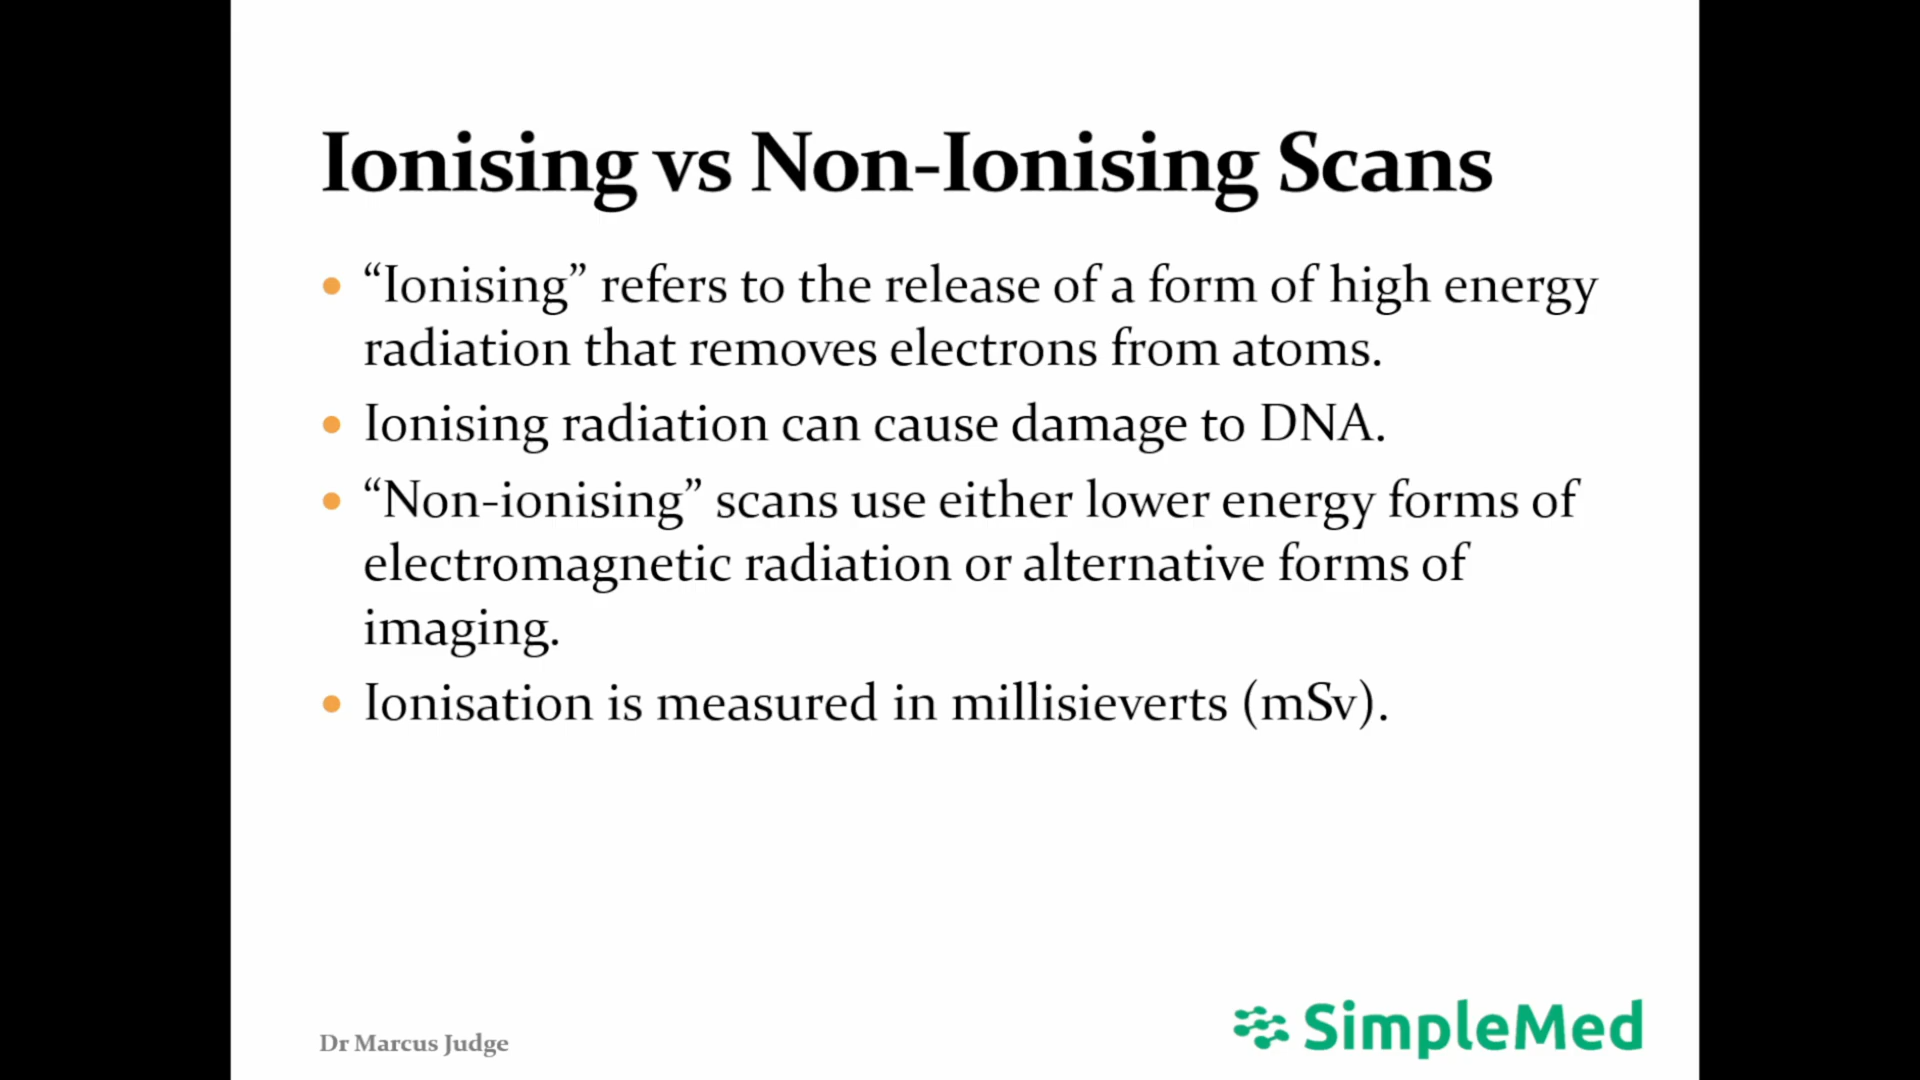 Ionising vs Non-Ionising Scans
“Ionising” refers to the release of a form of high energy
radiation that removes electrons from atoms.
Ionising radiation can cause damage to DNA.
“Non-ionising” scans use either lower energy forms of
electromagnetic radiation or alternative forms of
imaging.
Ionisation is measured in millisieverts (mSv).
Dr Marcus Judge
SimpleMed